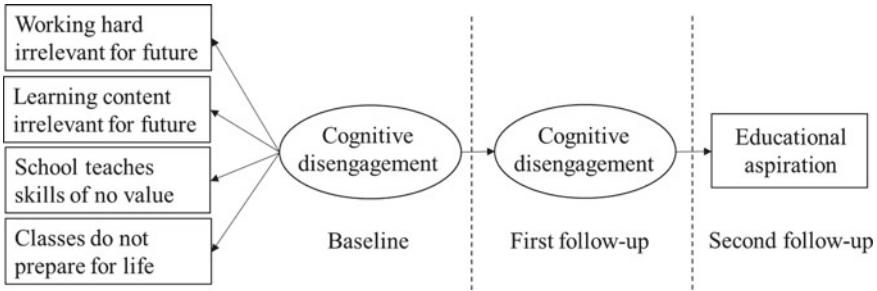 Working hard
irrelevant for future
Learning content
irrelevant for future
School teaches
skills of no value
Classes do not
prepare for life
Cognitive
disengagement
Baseline
Cognitive
disengagement
First follow-up
Educational
aspiration
Second follow-up